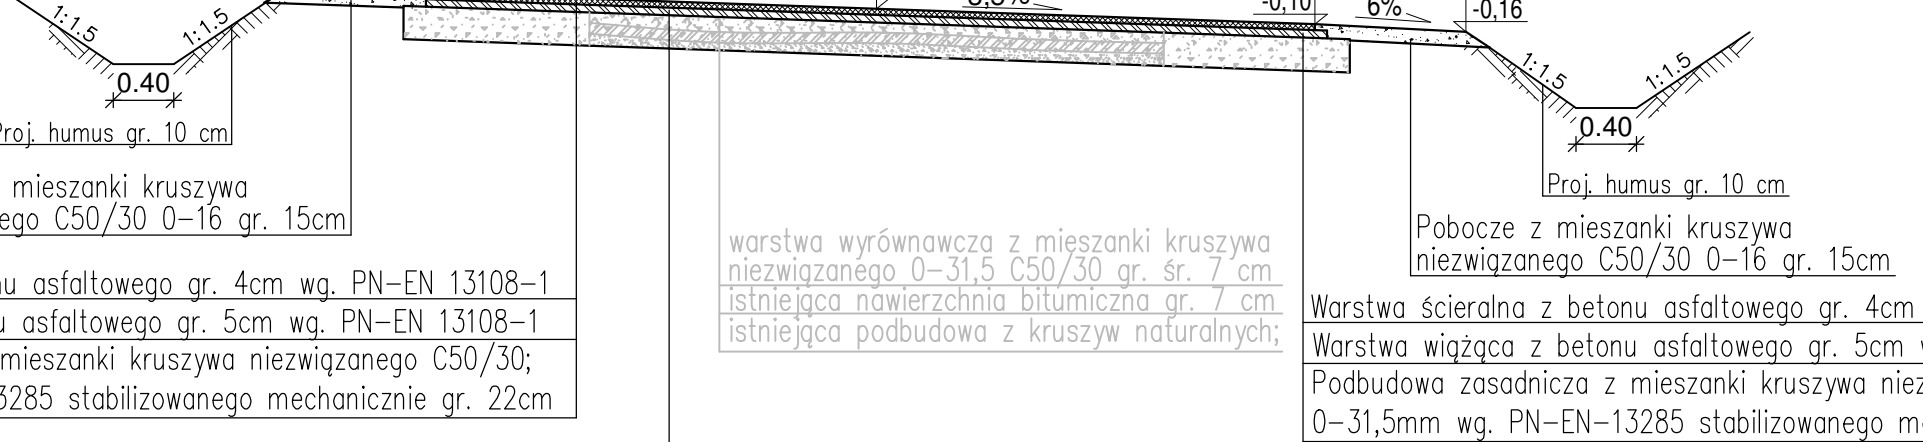 -0,10
6%
-0,16
1:1.5
1:1.5
0.40
1:1.5
1:1.5
0.40
Proj. humus gr. 10 cm
Proj. humus gr. 10 cm
mieszanki kruszywa
C50/30 0-16 gr. 15cm
asfaltowego gr. 4cm wg. PN-EN 13108-1
asfaltowego gr. 5cm wg. PN-EN 13108-1
mieszanki kruszywa niezwiązanego C50/30;
stabilizowanego mechanicznie gr. 22cm
warstwa wyrównawcza z mieszanki kruszywa
niezwiązanego 0-31,5 C50/30 gr. śr. 7 cm
istniejąca nawierzchnia bitumiczna gr. 7 cm
istniejąca podbudowa z kruszyw naturalnych;
Pobocze z mieszanki kruszywa
niezwiązanego C50/30 0-16 gr. 15cm
Warstwa ścieralna z betonu asfaltowego gr. 4cm
Warstwa wiążąca z betonu asfaltowego gr. 5cm
Podbudowa zasadnicza z mieszanki kruszywa
0-31,5mm wg. PN-EN-13285 stabilizowanego